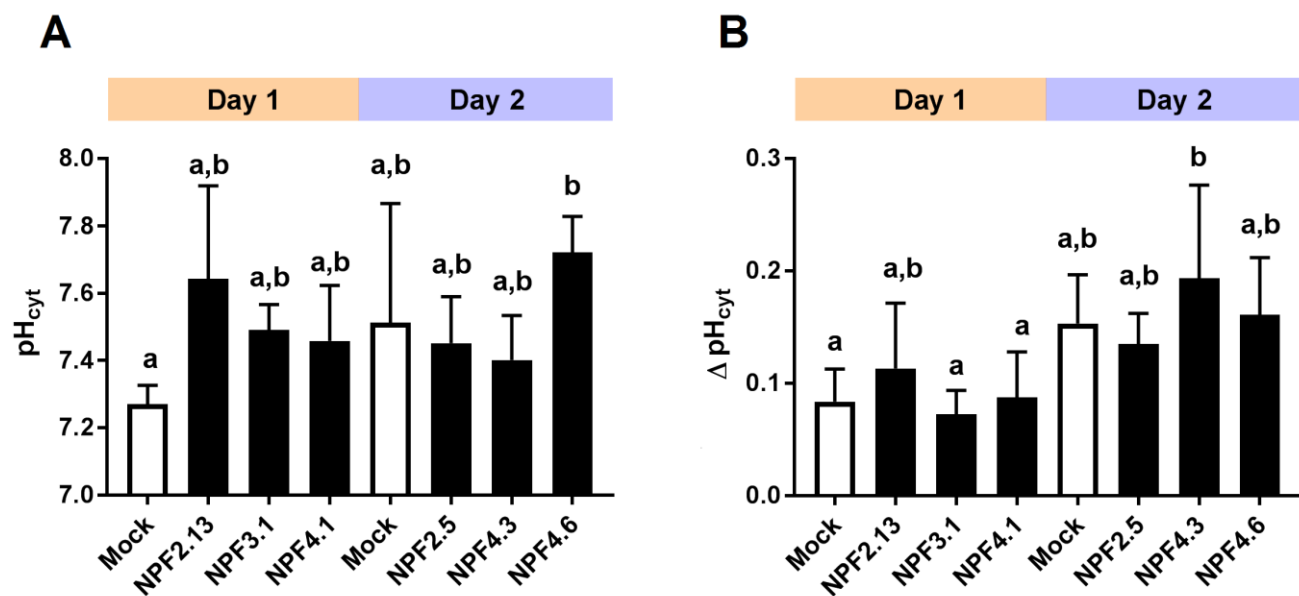 A
Day 1 Day 2
8.0
7.8
7.6
7.4
7.2
7.0
pHcyt
a a,b a,b a,b a,b a,b a,b b
Mock NPF2.13 NPF3.1 NPF4.1 Mock NPF2.5 NPF4.3 NPF4.6
B
Day 1 Day 2
0.3
0.2
0.1
0.0
Δ pHcyt
a a,b a a a,b a,b b a,b
Mock NPF2.13 NPF3.1 NPF4.1 Mock NPF2.5 NPF4.3 NPF4.6